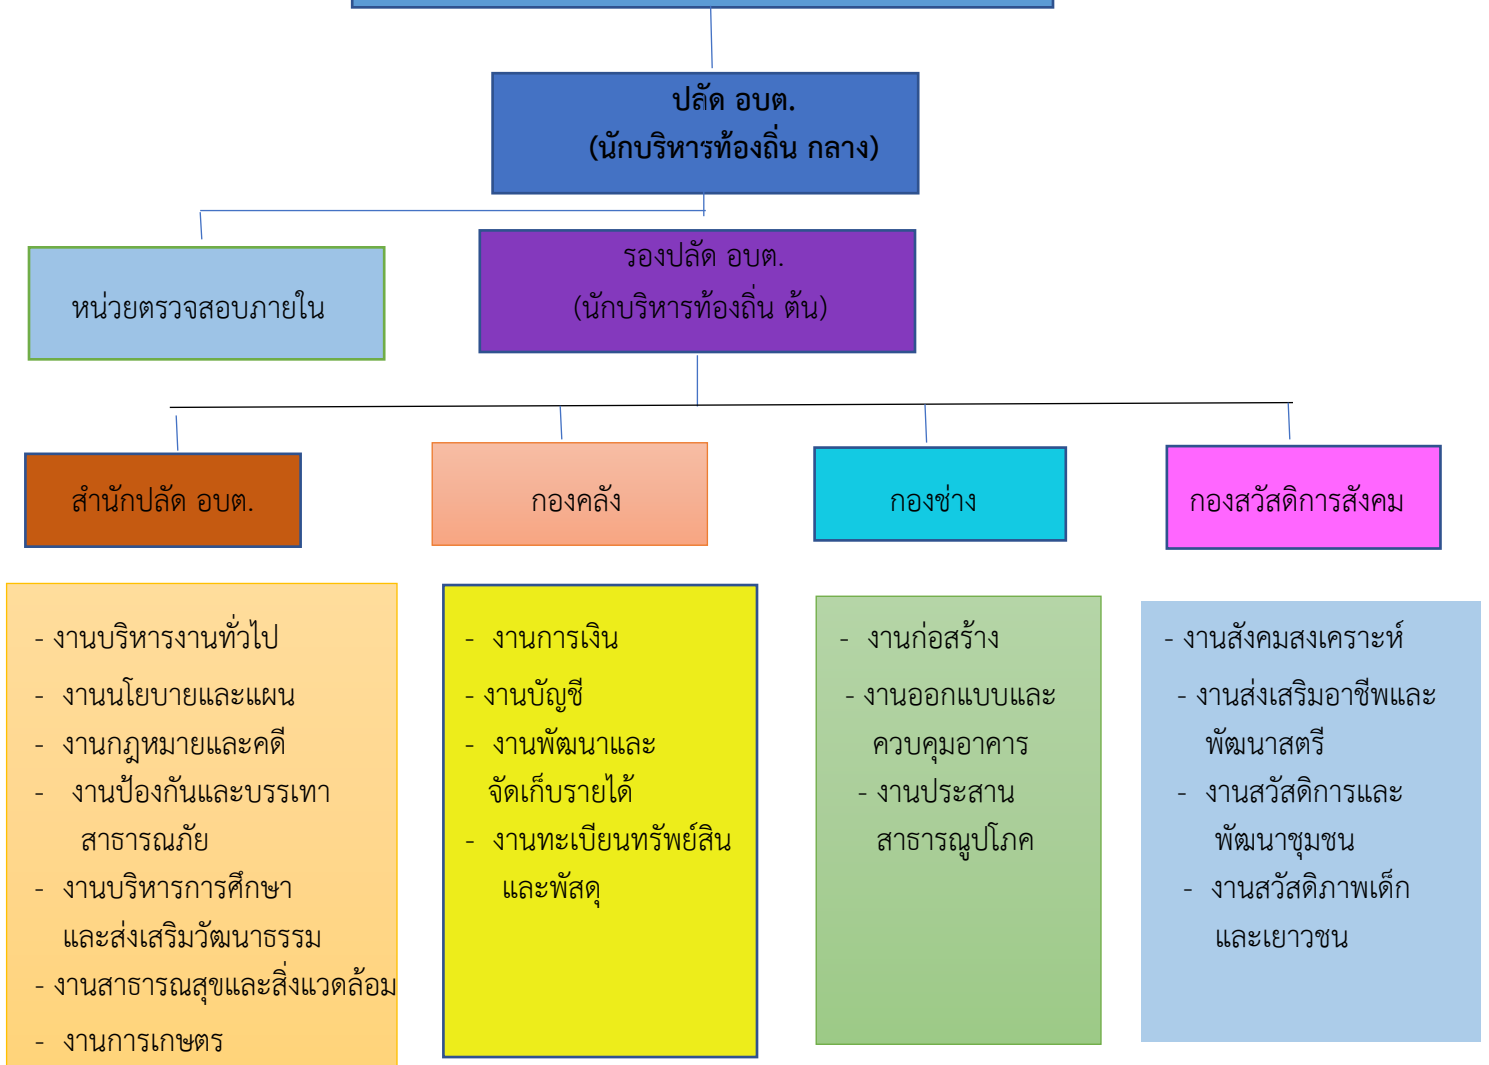 ปลัด อบต.
(นักบริหารท้องถิ่น กลาง)
หน่วยตรวจสอบภายใน
รองปลัด อบต.
(นักบริหารท้องถิ่น ต้น)
สำนักปลัด อบต.
กองคลัง
กองช่าง
กองสวัสดิการสังคม
- งานบริหารงานทั่วไป
- งานนโยบายและแผน
- งานกฎหมายและคดี
- งานป้องกันและบรรเทา
สาธารณภัย
- งานบริหารการศึกษา
และส่งเสริมวัฒนาธรรม
- งานสาธารณสุขและสิ่งแวดล้อม
- งานการเกษตร
- งานการเงิน
- งานบัญชี
- งานพัฒนาและ
จัดเก็บรายได้
- งานทะเบียนทรัพย์สิน
และพัสดุ
- งานก่อสร้าง
- งานออกแบบและ
ควบคุมอาคาร
- งานประสาน
สาธารณูปโภค
- งานสังคมสงเคราะห์
- งานส่งเสริมอาชีพและ
พัฒนาสตรี
- งานสวัสดิการและ
พัฒนาชุมชน
- งานสวัสดิภาพเด็ก
และเยาวชน